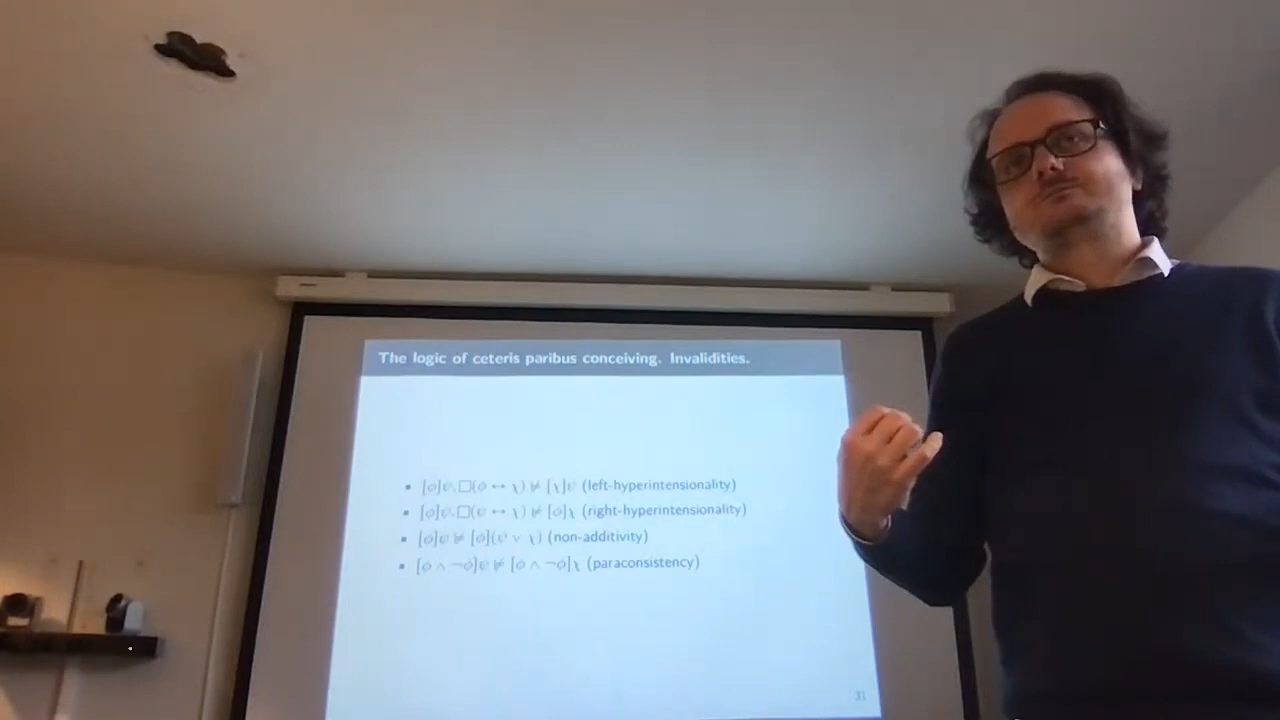 The logic of ceteris paribus conceiving. Invalidities.
▪ [ϕ]ψ, □(ϕ ↔ χ) ⊭ [χ]ψ (left-hyperintensionality)
▪ [ϕ]ψ, □(ψ ↔ χ) ⊭ [ϕ]χ (right-hyperintensionality)
▪ [ϕ]ψ ⊭ [ϕ](ψ ∨ χ) (non-additivity)
▪ [ϕ ∧ ¬ϕ]ψ ⊭ [ϕ ∧ ¬ϕ]χ (paraconsistency)
31